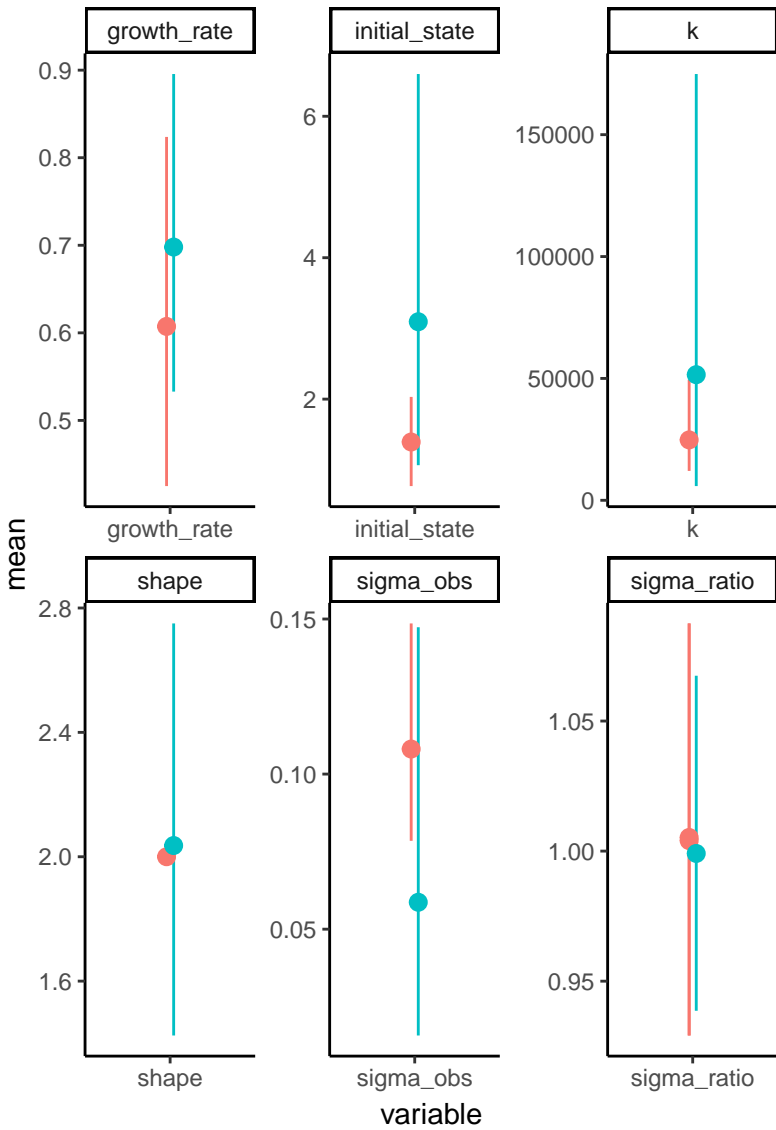 growth_rate
initial_state
k
0.9
0.8
0.7
0.6
0.5
6
4
2
150000
100000
50000
0
growth_rate
initial_state
k
mean
shape
sigma_obs
sigma_ratio
2.8
2.4
2.0
1.6
0.15
0.10
0.05
1.05
1.00
0.95
shape
sigma_obs
sigma_ratio
variable